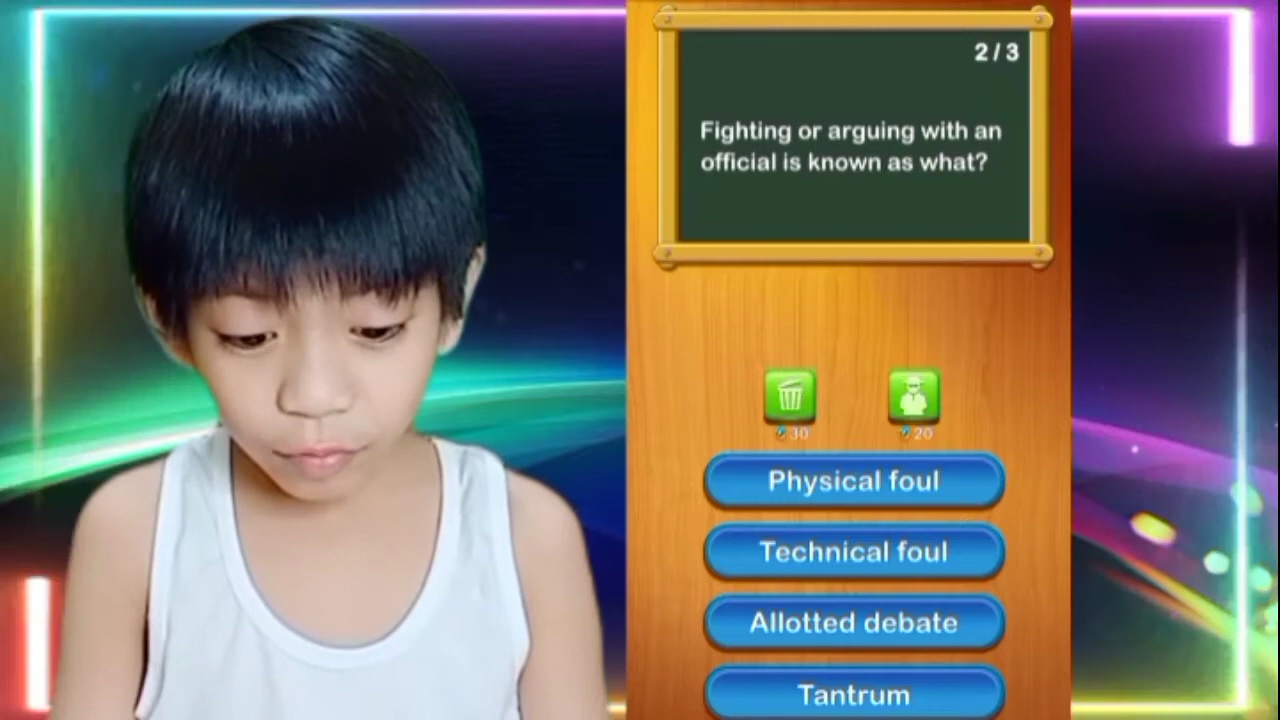 2 / 3
Fighting or arguing with an
official is known as what?
30
20
Physical foul
Technical foul
Allotted debate
Tantrum